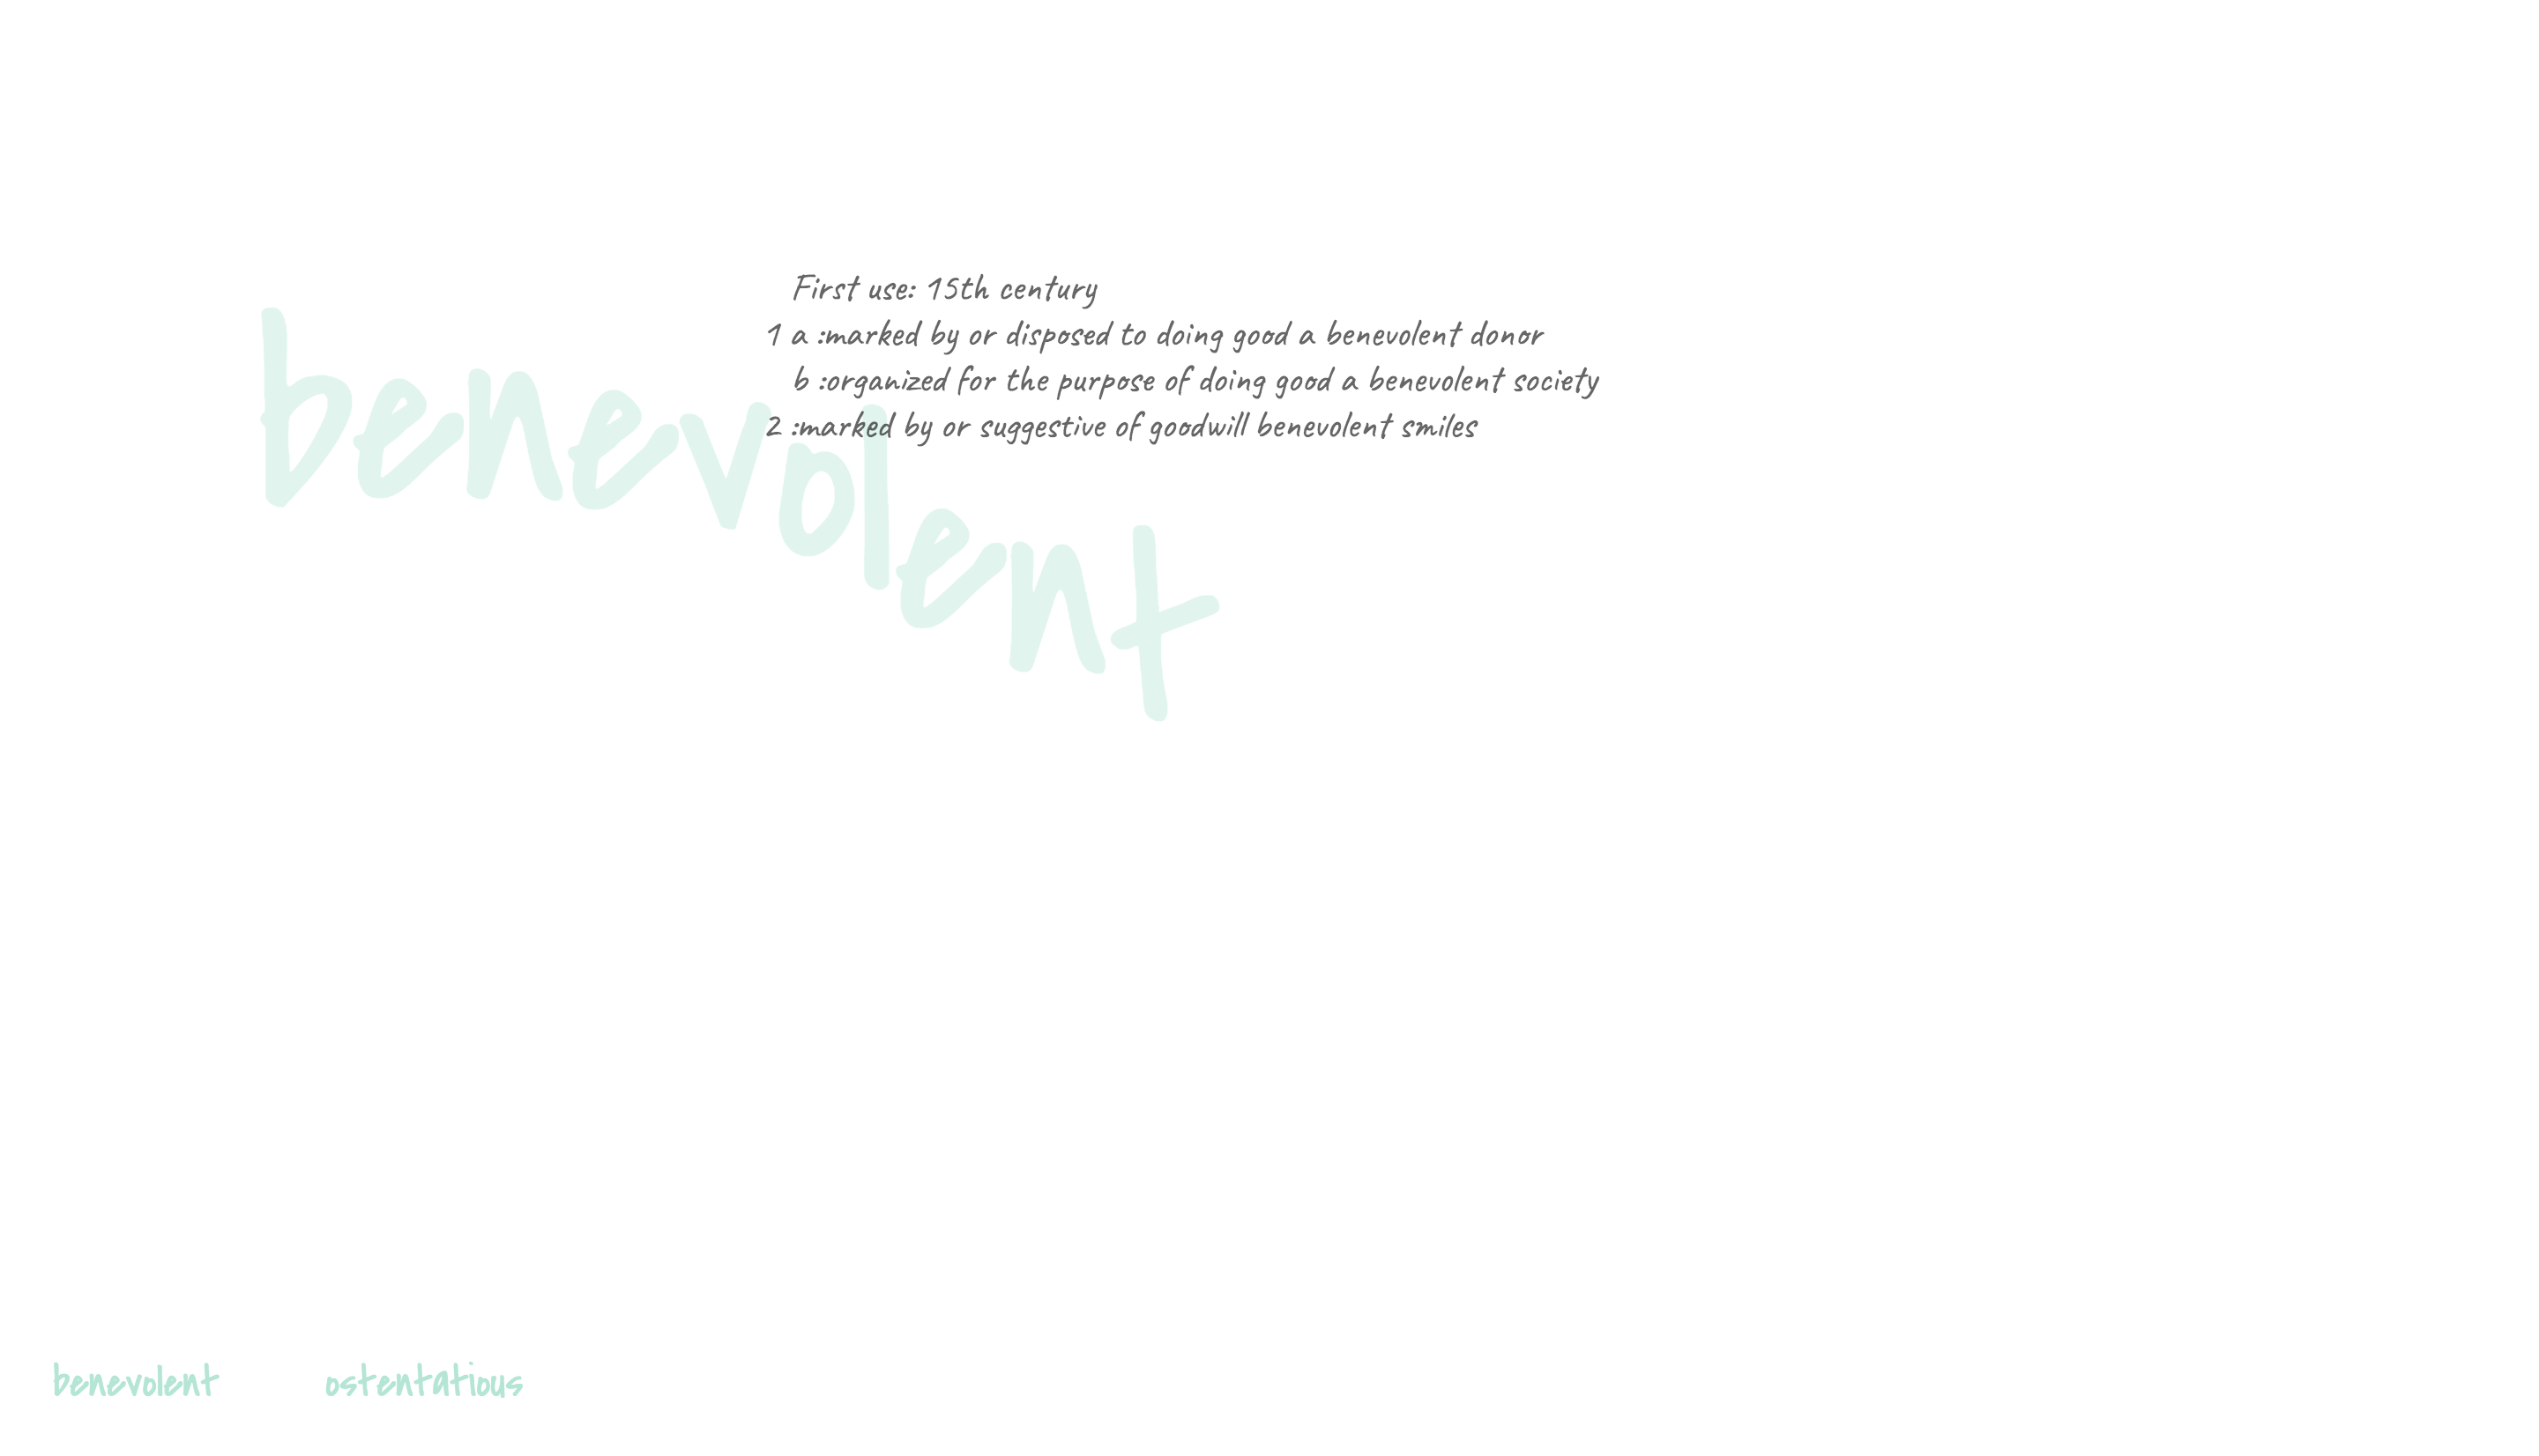 First use: 15th century
1 a :marked by or disposed to doing good a benevolent donor
b :organized for the purpose of doing good a benevolent society
2 :marked by or suggestive of goodwill benevolent smiles
benevolent
benevolent ostentatious